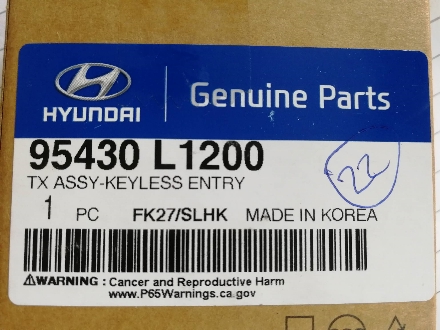 HYUNDAI
Genuine Parts
95430 L1200
TX ASSY-KEYLESS ENTRY
1 PC FK27/SLHK MADE IN KOREA
22
WARNING : Cancer and Reproductive Harm
www.P65Warnings.ca.gov